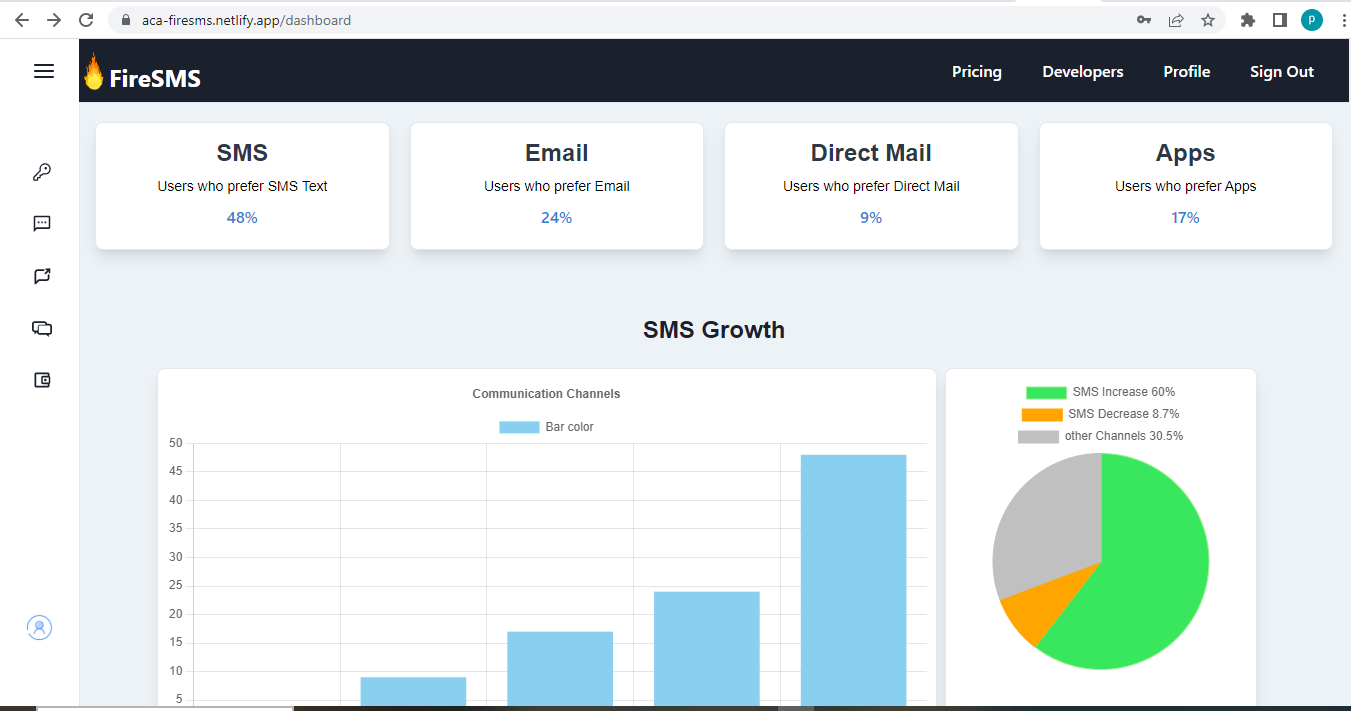 aca-firesms.netlify.app/dashboard
p
FireSMS
Pricing
Developers
Profile
Sign Out
SMS
Users who prefer SMS Text
48%
Email
Users who prefer Email
24%
Direct Mail
Users who prefer Direct Mail
9%
Apps
Users who prefer Apps
17%
SMS Growth
Communication Channels
Bar color
50
45
40
35
30
25
20
15
10
5
SMS Increase 60%
SMS Decrease 8.7%
other Channels 30.5%